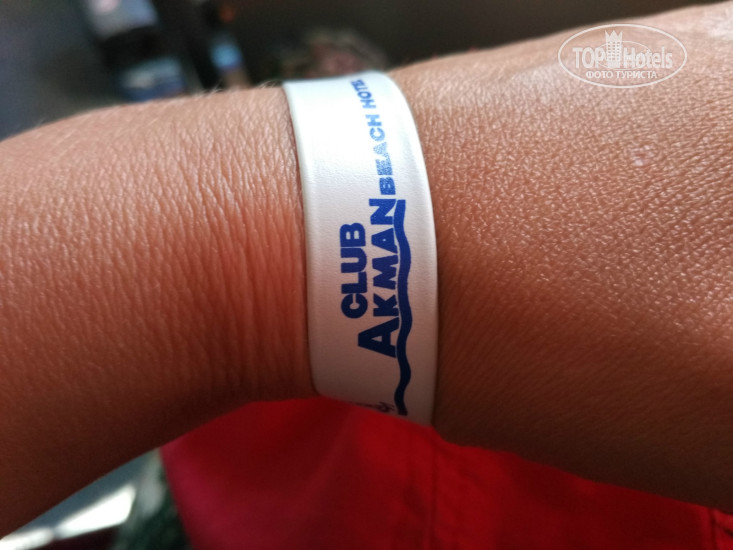 TOP Hotels
ФОТО ТУРИСТА
CLUB
AKMAN
BEACH HOTE